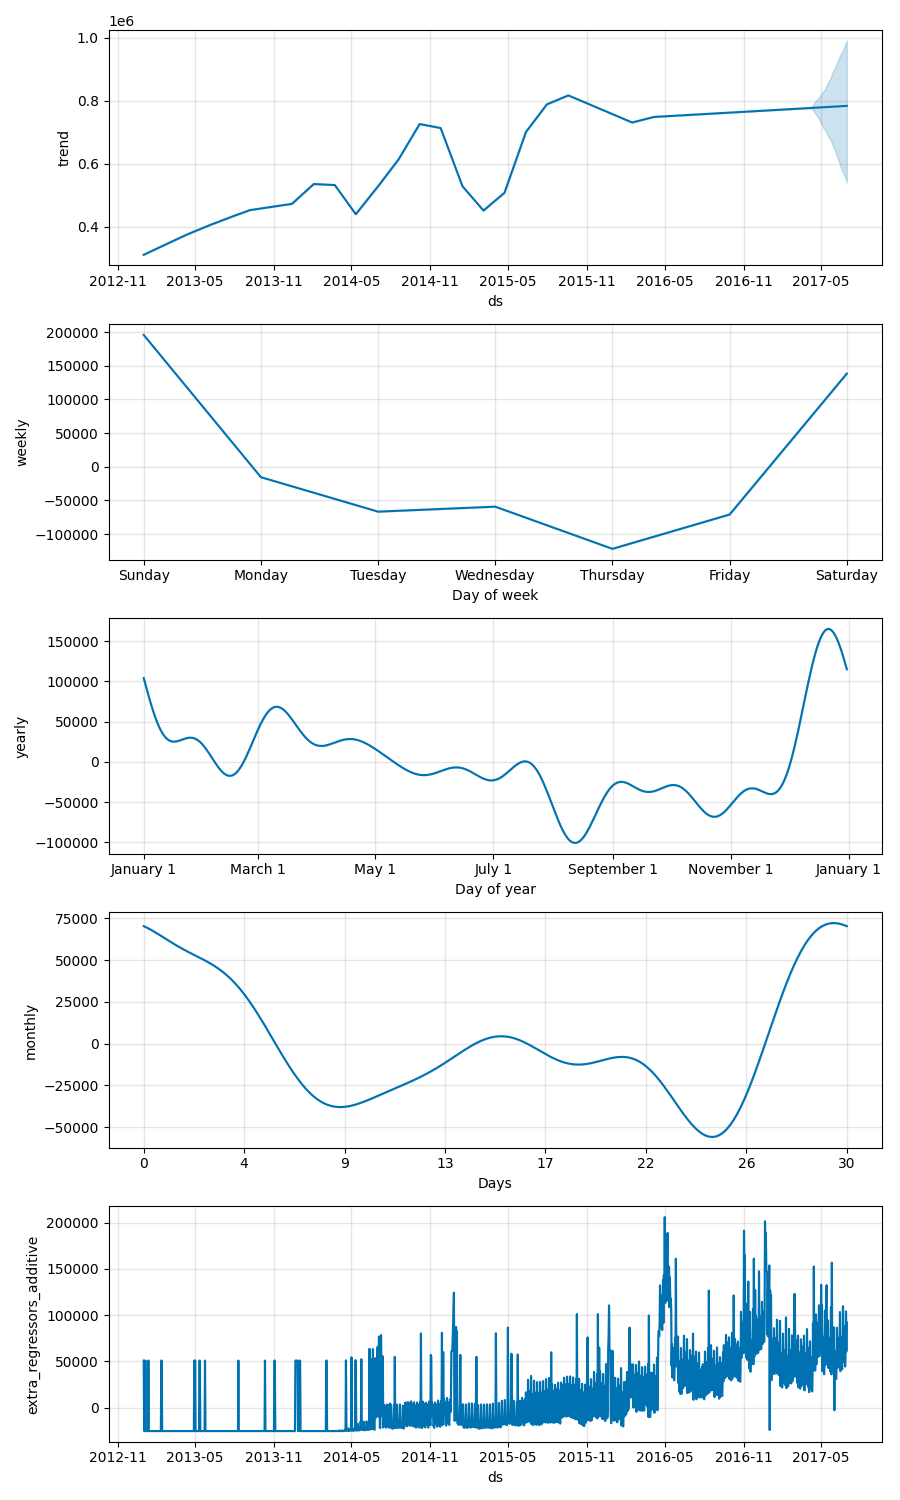 1e6
1.0
0.8
0.6
0.4
trend
2012-11 2013-05 2013-11 2014-05 2014-11 2015-05 2015-11 2016-05 2016-11 2017-05
ds
200000
150000
100000
50000
0
−50000
−100000
weekly
Sunday Monday Tuesday Wednesday Thursday Friday Saturday
Day of week
150000
100000
50000
0
−50000
−100000
yearly
January 1 March 1 May 1 July 1 September 1 November 1 January 1
Day of year
75000
50000
25000
0
−25000
−50000
monthly
0 4 9 13 17 22 26 30
Days
200000
150000
100000
50000
0
extra_regressors_additive
2012-11 2013-05 2013-11 2014-05 2014-11 2015-05 2015-11 2016-05 2016-11 2017-05
ds